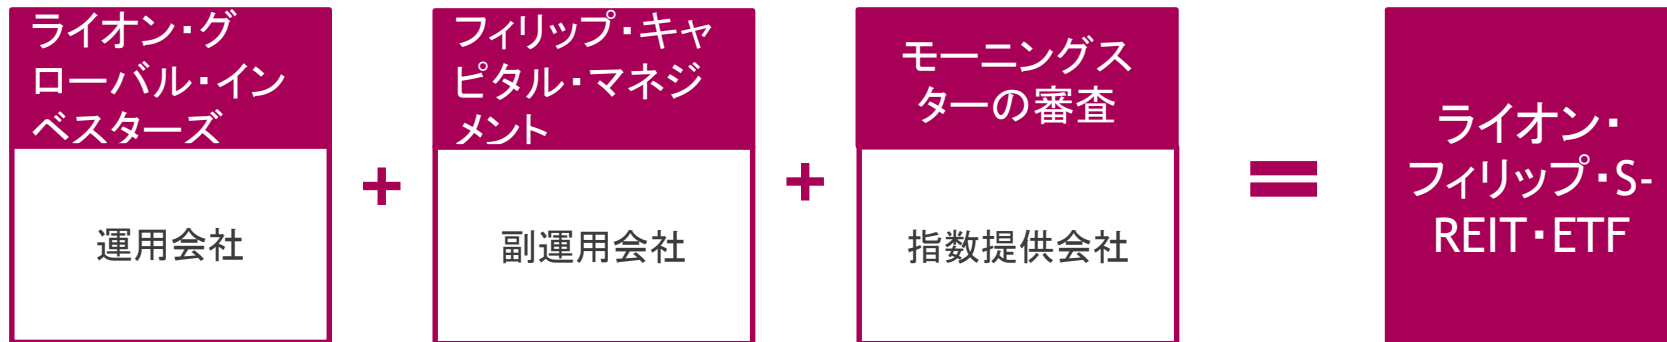 ライオン・グ
ローバル・イン
ベスターズ
運用会社
+
フィリップ・キャ
ピタル・マネジ
メント
副運用会社
+
モーニングス
ターの審査
指数提供会社
=
ライオン・
フィリップ・S-
REIT・ETF